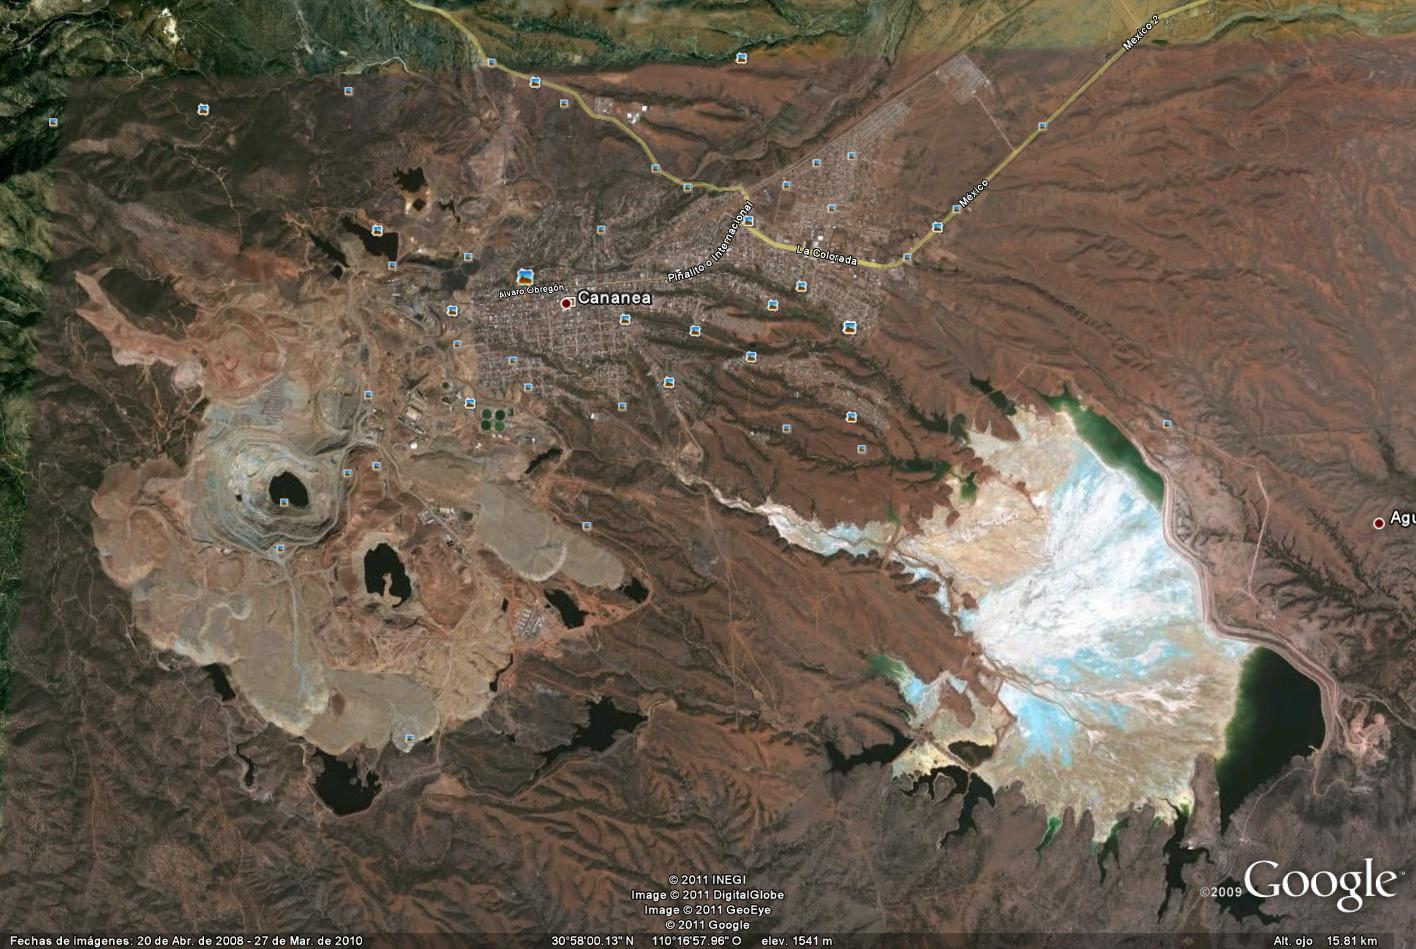 Mexico 2
México
Piñalito o Internacional
La Colorada
Alvaro Obregón
Cananea
Agu
© 2011 INEGI
Image © 2011 DigitalGlobe
Image © 2011 GeoEye
© 2011 Google
©2009 Google™
Fechas de imágenes: 20 de Abr. de 2008 - 27 de Mar. de 2010 30°58'00.13" N 110°16'57.96" O elev. 1541 m Alt. ojo 15.81 km